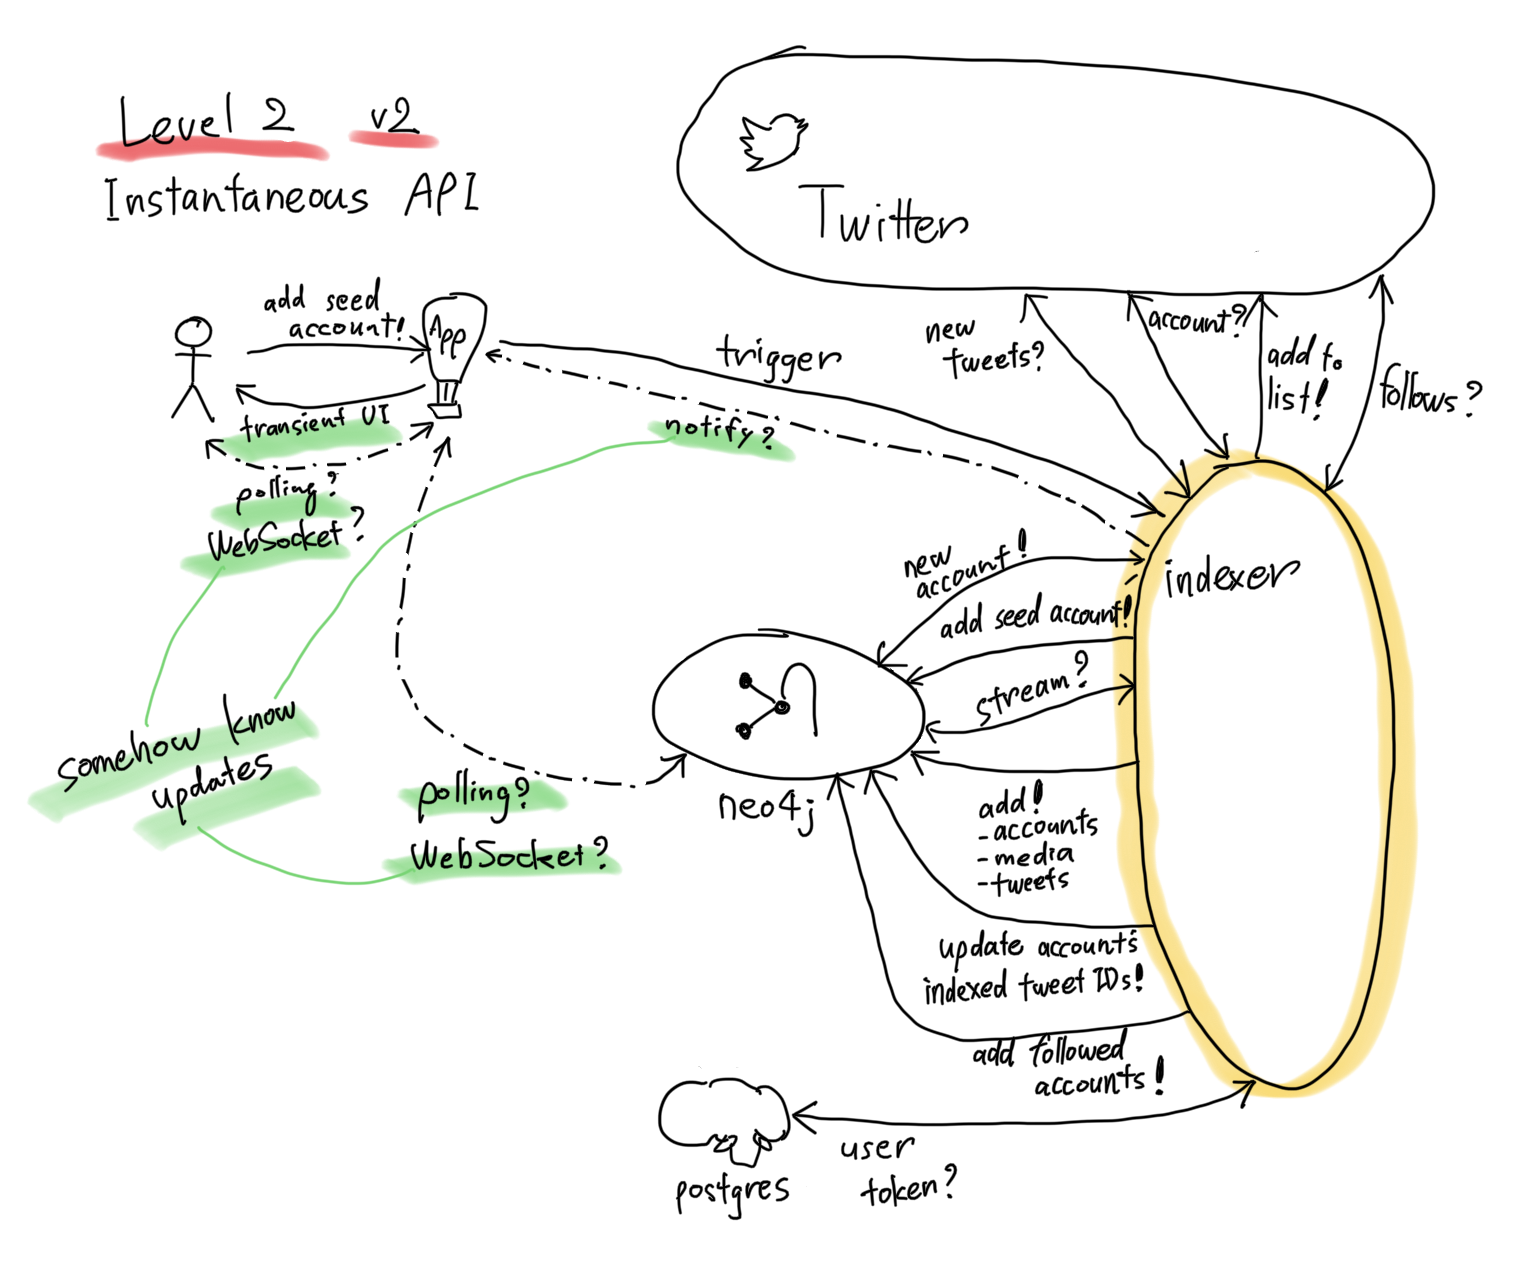 Level 2 v2
Instantaneous API
Twitter
add seed
account!
App
transient UI
polling?
WebSocket?
trigger
notify?
new
tweets?
account?
add to
list!
follows?
indexer
new
account!
add seed account!
stream?
neo4j
add!
- accounts
- media
- tweets
update accounts
indexed tweet IDs!
add followed
accounts!
somehow know
updates
polling?
WebSocket?
postgres
user
token?